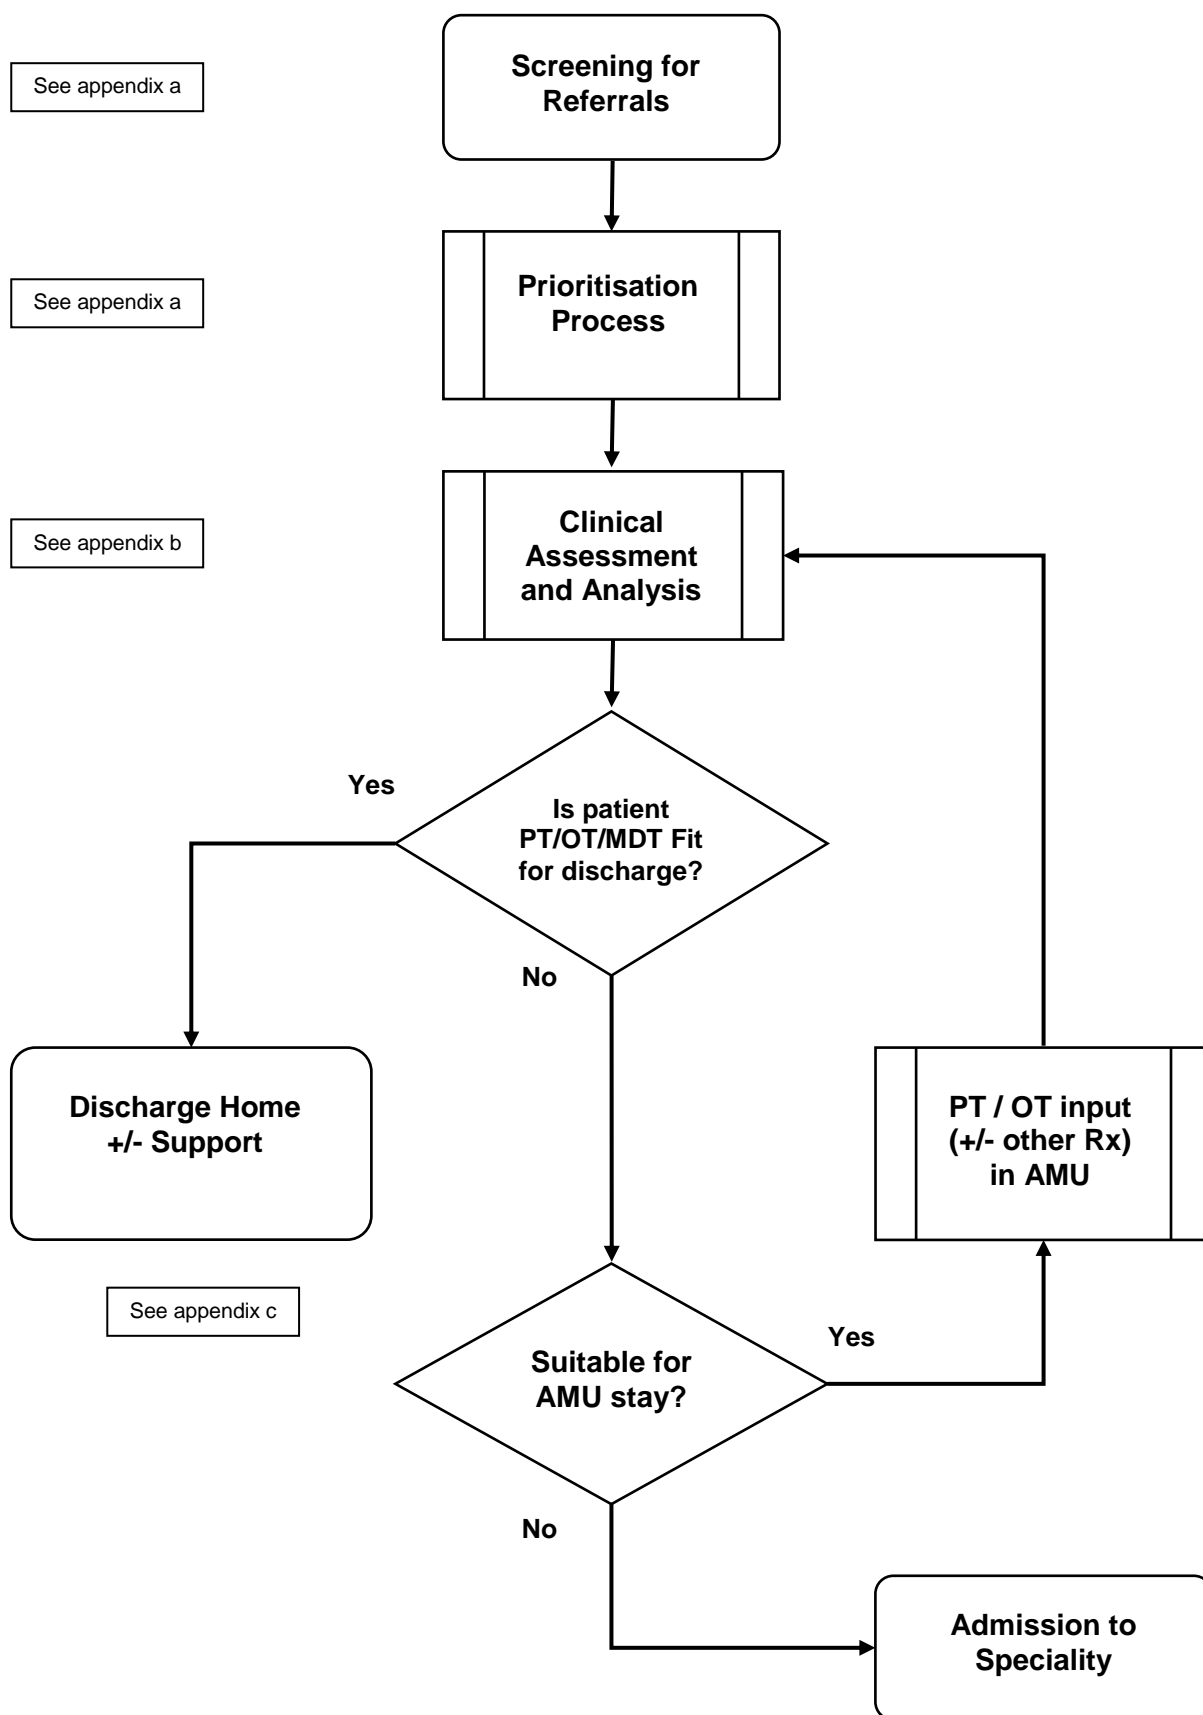 See appendix a
Screening for
Referrals
See appendix a
Prioritisation
Process
See appendix b
Clinical
Assessment
and Analysis
Yes
Is patient
PT/OT/MDT Fit
for discharge?
No
Discharge Home
+/- Support
PT / OT input
(+/- other Rx)
in AMU
See appendix c
Yes
Suitable for
AMU stay?
No
Admission to
Speciality